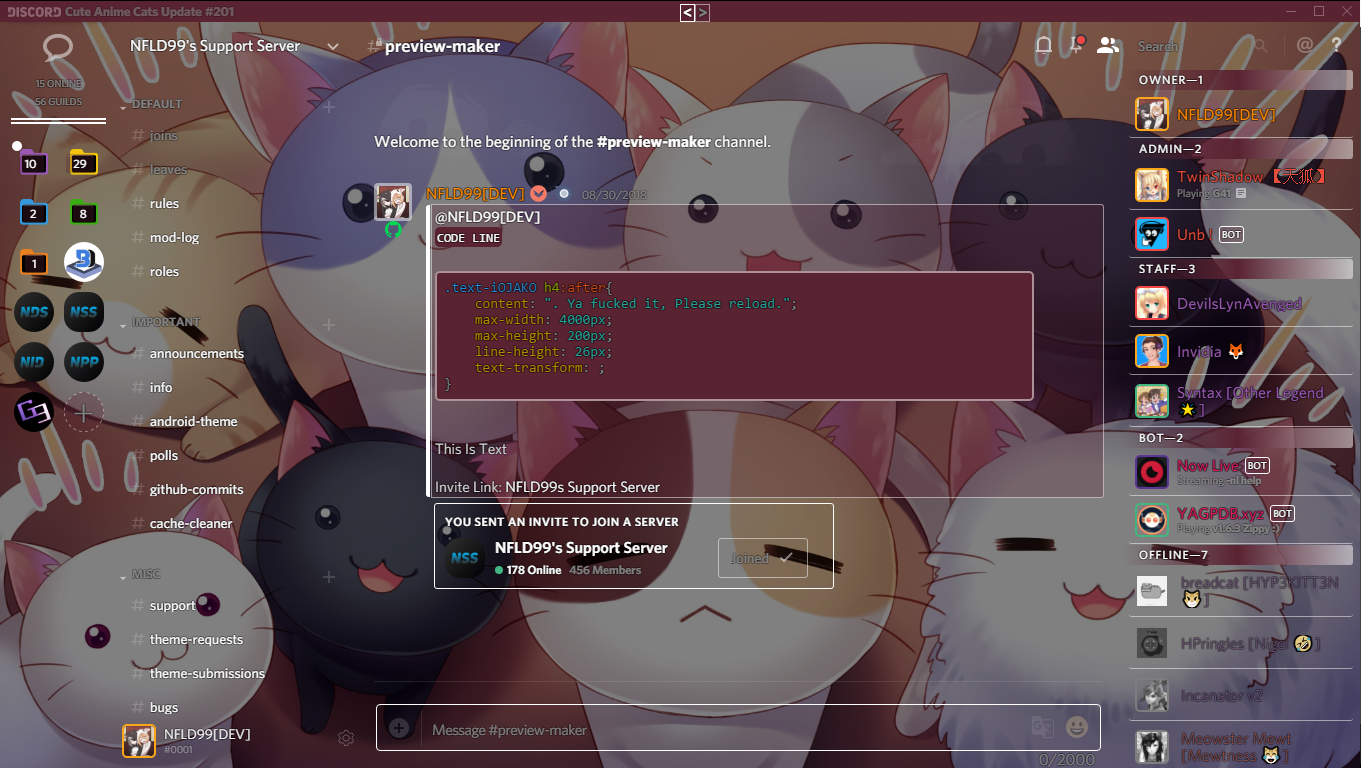 DISCORD Cute Anime Cats Update #201
<>
15 ONLINE
56 GUILDS
10
29
2
8
1
NDS
NSS
NID
NPP
NFLD99's Support Server
DEFAULT
# joins
# leaves
# rules
# mod-log
# roles
IMPORTANT
# announcements
# info
# android-theme
# polls
# github-commits
# cache-cleaner
MISC
# support
# theme-requests
# theme-submissions
# bugs
NFLD99[DEV]
#0001
#preview-maker
Search
@ ?
Welcome to the beginning of the #preview-maker channel.
NFLD99[DEV] 08/30/2018
@NFLD99[DEV]
CODE LINE
.text-iOJAKO h4:after{
content: ". Ya fucked it, Please reload.";
max-width: 4000px;
max-height: 200px;
line-height: 26px;
text-transform: ;
}
This Is Text
Invite Link: NFLD99s Support Server
YOU SENT AN INVITE TO JOIN A SERVER
NSS
NFLD99's Support Server
178 Online 456 Members
Joined
Message #preview-maker
0/2000
OWNER—1
NFLD99[DEV]
ADMIN—2
TwinShadow 【天狐】
Playing G41
Unb! BOT
STAFF—3
DevilsLynAvenged
Invidia 🦊
Syntax [Other Legend
🌟]
BOT—2
Now Live BOT
Streaming -nl help
YAGPDB.xyz BOT
Playing v1.6.3 Zippy :)
OFFLINE—7
breadcat [HYP3KITT3N
🐱]
HPringles [Nigel 🤣]
Incanator v2
Meowster Mewt
[Mewtness 😹]